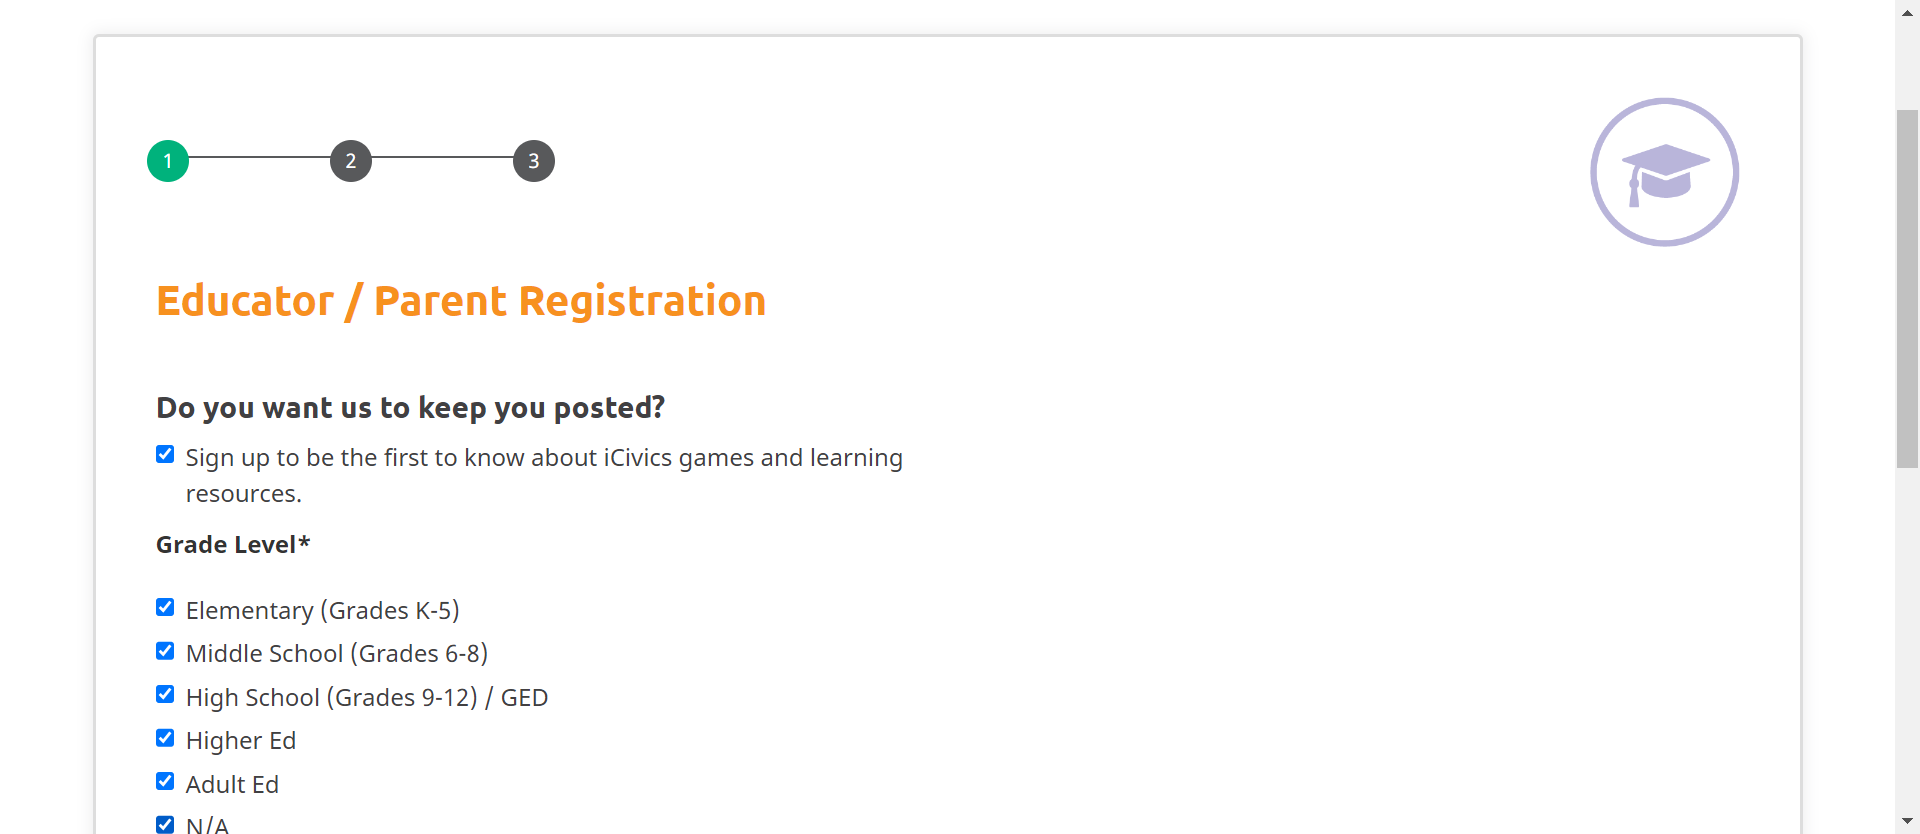 1 2 3
Educator / Parent Registration
Do you want us to keep you posted?
Sign up to be the first to know about iCivics games and learning
resources.
Grade Level*
Elementary (Grades K-5)
Middle School (Grades 6-8)
High School (Grades 9-12) / GED
Higher Ed
Adult Ed
N/A